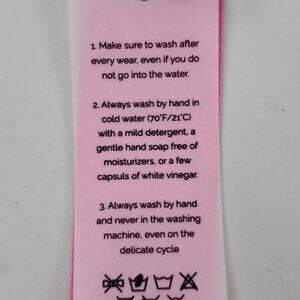 1. Make sure to wash after
every wear, even if you do
not go into the water.
2. Always wash by hand in
cold water (70°F/21°C)
with a mild detergent, a
gentle hand soap free of
moisturizers, or a few
capsuls of white vinegar.
3. Always wash by hand
and never in the washing
machine, even on the
delicate cycle